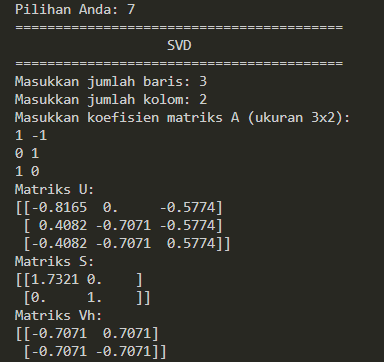 Pilihan Anda: 7
========================================
SVD
========================================
Masukkan jumlah baris: 3
Masukkan jumlah kolom: 2
Masukkan koefisien matriks A (ukuran 3x2):
1 -1
0 1
1 0
Matriks U:
[[-0.8165  0.     -0.5774]
 [ 0.4082 -0.7071 -0.5774]
 [-0.4082 -0.7071  0.5774]]
Matriks S:
[[1.7321 0.    ]
 [0.     1.    ]]
Matriks Vh:
[[-0.7071  0.7071]
 [-0.7071 -0.7071]]